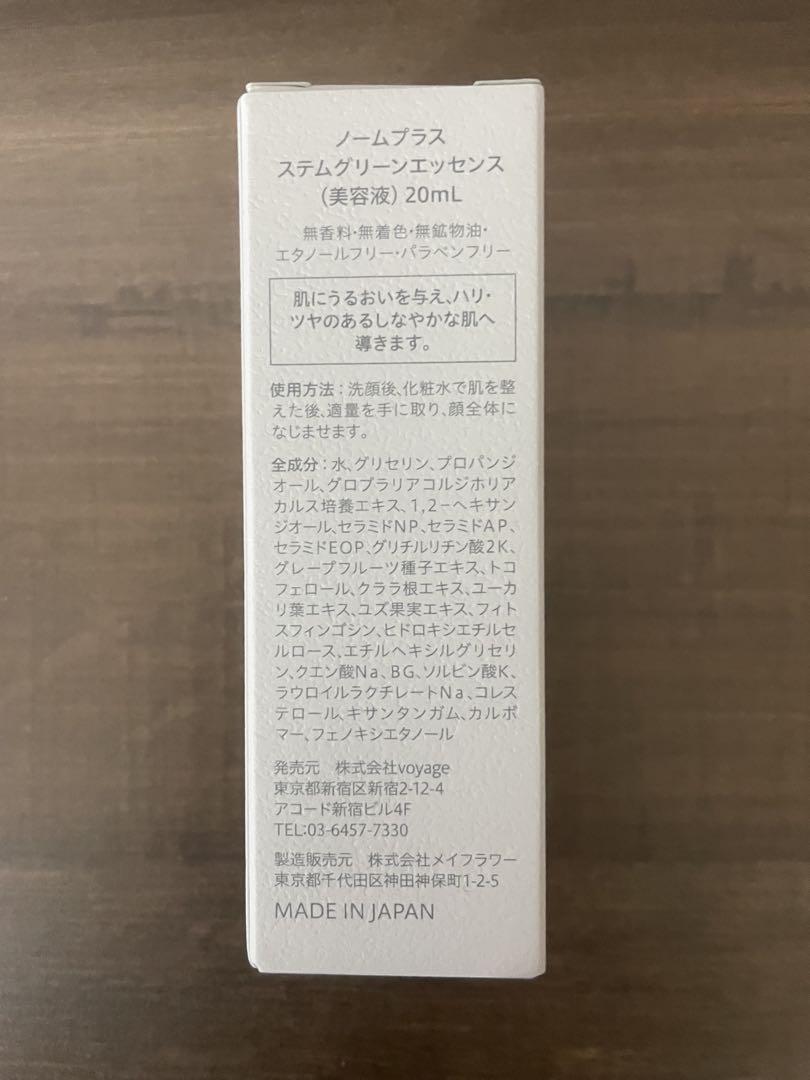 ノームプラス
ステムグリーンエッセンス
(美容液) 20mL
無香料・無着色・無鉱物油・
エタノールフリー・パラベンフリー
肌にうるおいを与え、ハリ・
ツヤのあるしなやかな肌へ
導きます。
使用方法：洗顔後、化粧水で肌を整
えた後、適量を手に取り、顔全体に
なじませます。
全成分：水、グリセリン、プロパンジ
オール、グロブラリアコルジホリア
カルス培養エキス、1,2-ヘキサン
ジオール、セラミドNP、セラミドAP、
セラミドEOP、グリチルリチン酸2K、
グレープフルーツ種子エキス、トコ
フェロール、クララ根エキス、ユーカ
リ葉エキス、ユズ果実エキス、フィト
スフィンゴシン、ヒドロキシエチルセ
ルロース、エチルヘキシルグリセリ
ン、クエン酸Na、BG、ソルビン酸K、
ラウロイルラクチレートNa、コレス
テロール、キサンタンガム、カルボ
マー、フェノキシエタノール
発売元　株式会社voyage
東京都新宿区新宿2-12-4
アコード新宿ビル4F
TEL:03-6457-7330
製造販売元　株式会社メイフラワー
東京都千代田区神田神保町1-2-5
MADE IN JAPAN